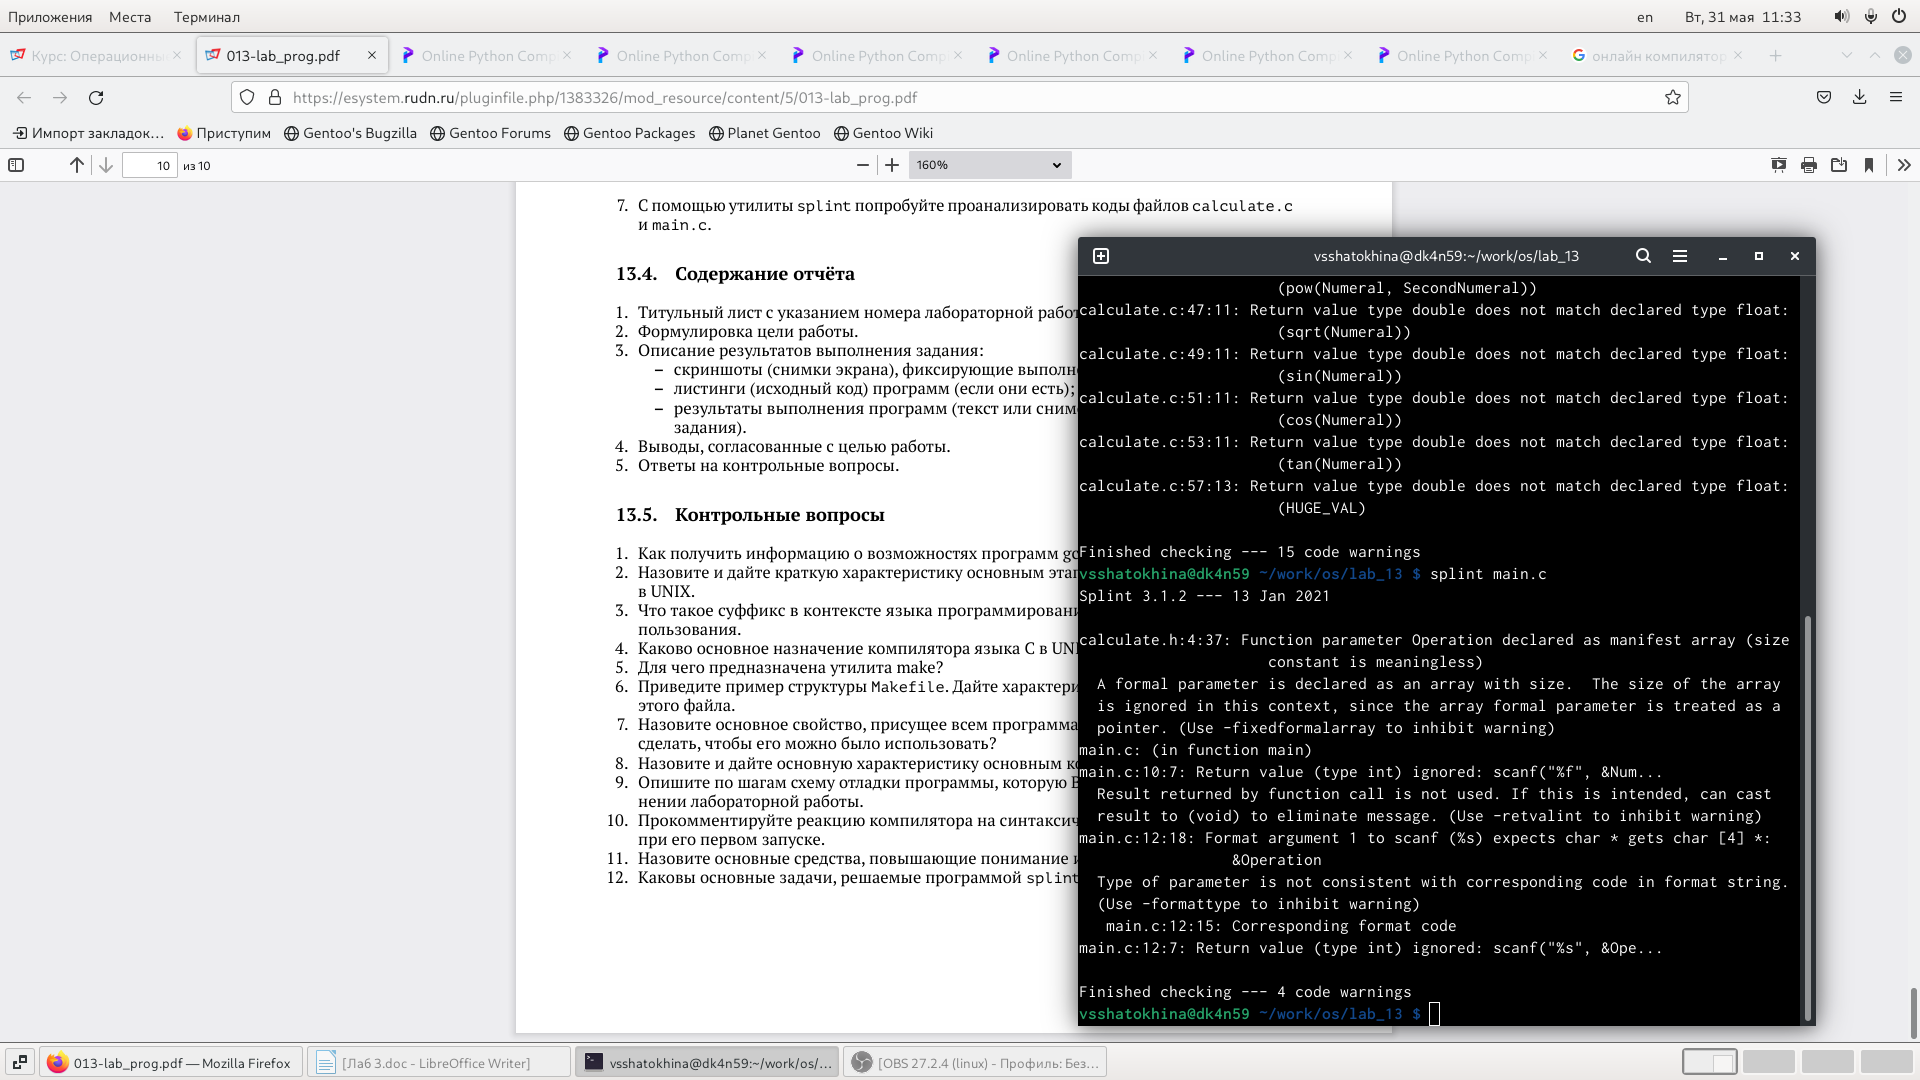 Приложения Места Терминал
en Вт, 31 мая 11:33
Курс: Операционны
013-lab_prog.pdf
Online Python Comp
Online Python Comp
Online Python Comp
Online Python Comp
Online Python Comp
Online Python Comp
онлайн компилятор
https://esystem.rudn.ru/pluginfile.php/1383326/mod_resource/content/5/013-lab_prog.pdf
Импорт закладок... Приступим Gentoo's Bugzilla Gentoo Forums Gentoo Packages Planet Gentoo Gentoo Wiki
10 из 10
160%
7. С помощью утилиты splint попробуйте проанализировать коды файлов calculate.c
и main.c.
13.4. Содержание отчёта
1. Титульный лист с указанием номера лабораторной
2. Формулировка цели работы.
3. Описание результатов выполнения задания:
– скриншоты (снимки экрана), фиксирующие
– листинги (исходный код) программ (если они есть);
– результаты выполнения программ (текст или
задания).
4. Выводы, согласованные с целью работы.
5. Ответы на контрольные вопросы.
13.5. Контрольные вопросы
1. Как получить информацию о возможностях программ
2. Назовите и дайте краткую характеристику основным
в UNIX.
3. Что такое суффикс в контексте языка
пользования.
4. Каково основное назначение компилятора языка C в
5. Для чего предназначена утилита make?
6. Приведите пример структуры Makefile. Дайте
этого файла.
7. Назовите основное свойство, присущее всем
сделать, чтобы его можно было использовать?
8. Назовите и дайте основную характеристику основным
9. Опишите по шагам схему отладки программы, которую
нении лабораторной работы.
10. Прокомментируйте реакцию компилятора на
при его первом запуске.
11. Назовите основные средства, повышающие понимание
12. Каковы основные задачи, решаемые программой splint
vsshatokhina@dk4n59:~/work/os/lab_13
(pow(Numeral, SecondNumeral))
calculate.c:47:11: Return value type double does not match declared type float:
(sqrt(Numeral))
calculate.c:49:11: Return value type double does not match declared type float:
(sin(Numeral))
calculate.c:51:11: Return value type double does not match declared type float:
(cos(Numeral))
calculate.c:53:11: Return value type double does not match declared type float:
(tan(Numeral))
calculate.c:57:13: Return value type double does not match declared type float:
(HUGE_VAL)
Finished checking --- 15 code warnings
vsshatokhina@dk4n59 ~/work/os/lab_13 $ splint main.c
Splint 3.1.2 --- 13 Jan 2021
calculate.h:4:37: Function parameter Operation declared as manifest array (size
constant is meaningless)
A formal parameter is declared as an array with size. The size of the array
is ignored in this context, since the array formal parameter is treated as a
pointer. (Use -fixedformalarray to inhibit warning)
main.c: (in function main)
main.c:10:7: Return value (type int) ignored: scanf("%f", &Num...
Result returned by function call is not used. If this is intended, can cast
result to (void) to eliminate message. (Use -retvalint to inhibit warning)
main.c:12:18: Format argument 1 to scanf (%s) expects char * gets char [4] *:
&Operation
Type of parameter is not consistent with corresponding code in format string.
(Use -formattype to inhibit warning)
main.c:12:15: Corresponding format code
main.c:12:7: Return value (type int) ignored: scanf("%s", &Ope...
Finished checking --- 4 code warnings
vsshatokhina@dk4n59 ~/work/os/lab_13 $
013-lab_prog.pdf — Mozilla Firefox
[Лаб 3.doc - LibreOffice Writer]
vsshatokhina@dk4n59:~/work/os/...
[OBS 27.2.4 (linux) - Профиль: Без...